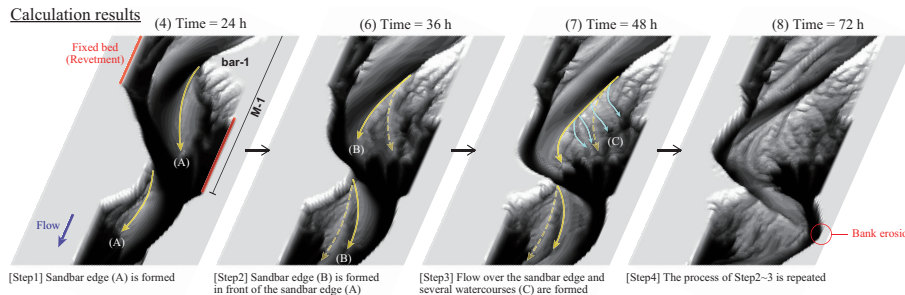 Calculation results
(4) Time = 24 h
(6) Time = 36 h
(7) Time = 48 h
(8) Time = 72 h
Fixed bed
(Revetment)
bar-1
M-1
(A)
(A)
Flow
(B)
(B)
(C)
Bank erosio
[Step1] Sandbar edge (A) is formed
[Step2] Sandbar edge (B) is formed
in front of the sandbar edge (A)
[Step3] Flow over the sandbar edge and
several watercourses (C) are formed
[Step4] The process of Step2~3 is repeated